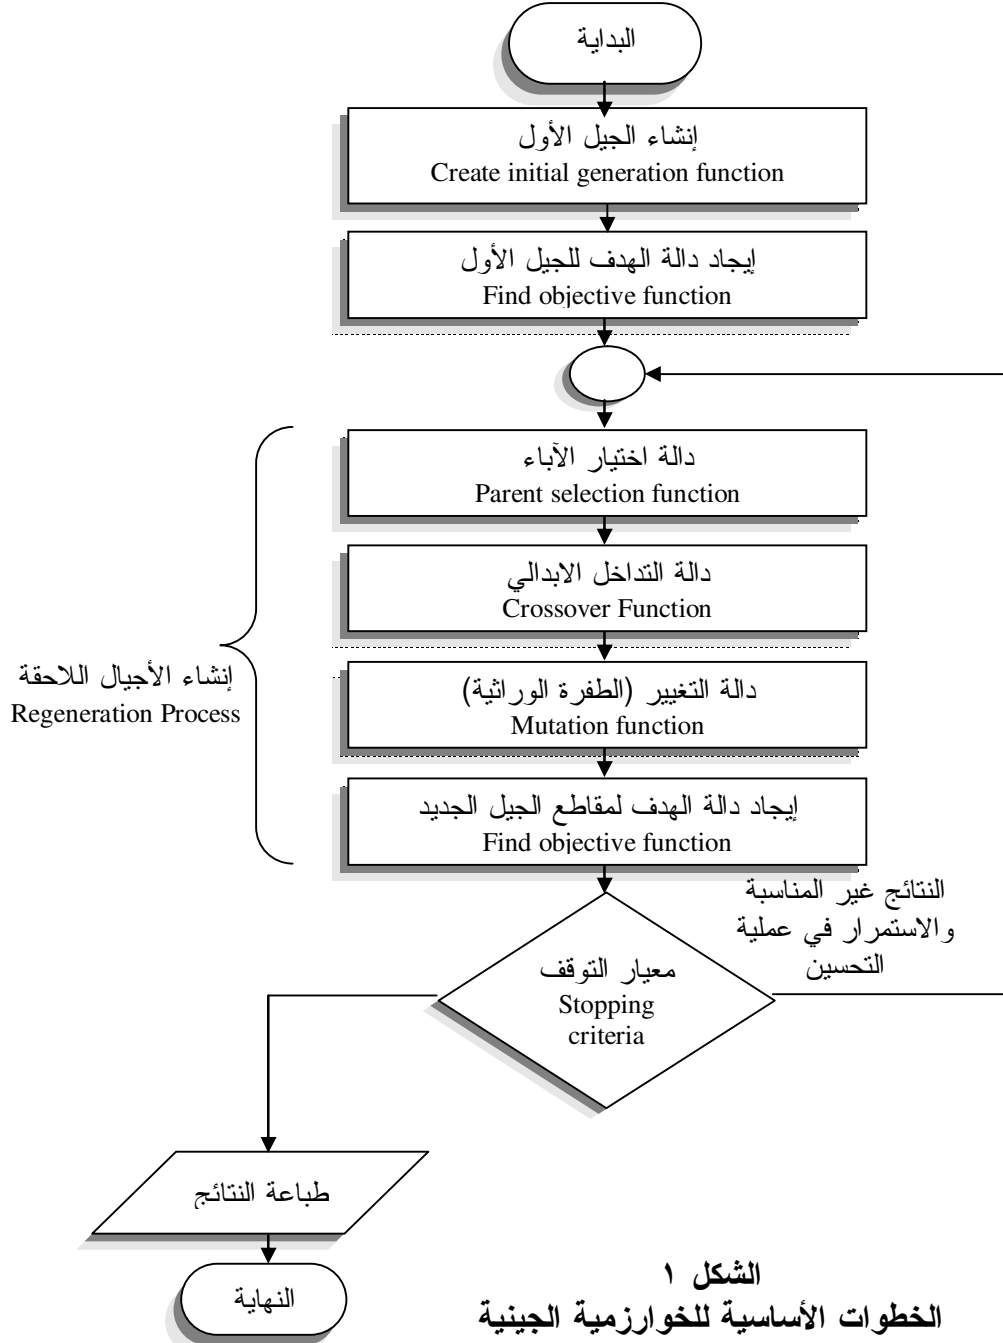 البداية
إنشاء الجيل الأول
Create initial generation function
إيجاد دالة الهدف للجيل الأول
Find objective function
دالة اختيار الآباء
Parent selection function
دالة التداخل الابدالي
Crossover Function
إنشاء الأجيال اللاحقة
Regeneration Process
دالة التغيير (الطفرة الوراثية)
Mutation function
إيجاد دالة الهدف لمقاطع الجيل الجديد
Find objective function
النتائج غير المناسبة
والاستمرار في عملية
التحسين
معيار التوقف
Stopping
criteria
طباعة النتائج
النهاية
الشكل ١
الخطوات الأساسية للخوارزمية الجينية